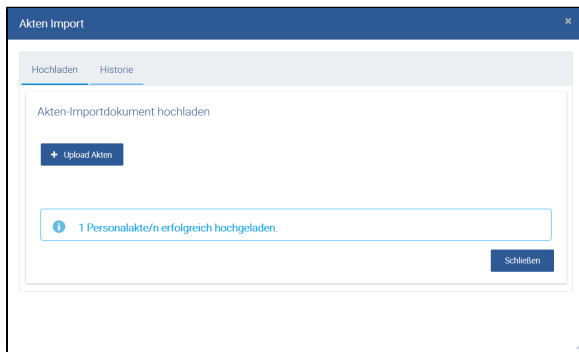 Akten Import
Hochladen Historie
Akten-Importdokument hochladen
+ Upload Akten
1 Personalakte/n erfolgreich hochgeladen.
Schließen